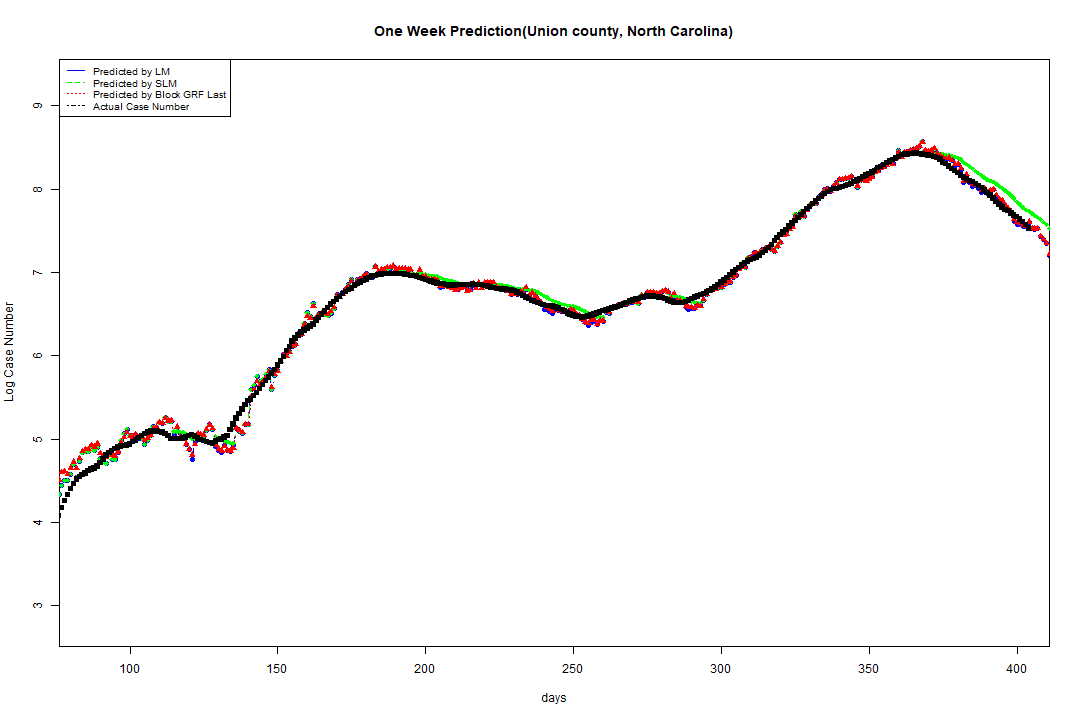 One Week Prediction(Union county, North Carolina)
Predicted by LM
Predicted by SLM
Predicted by Block GRF Last
Actual Case Number
9
8
7
6
5
4
3
Log Case Number
100 150 200 250 300 350 400
days